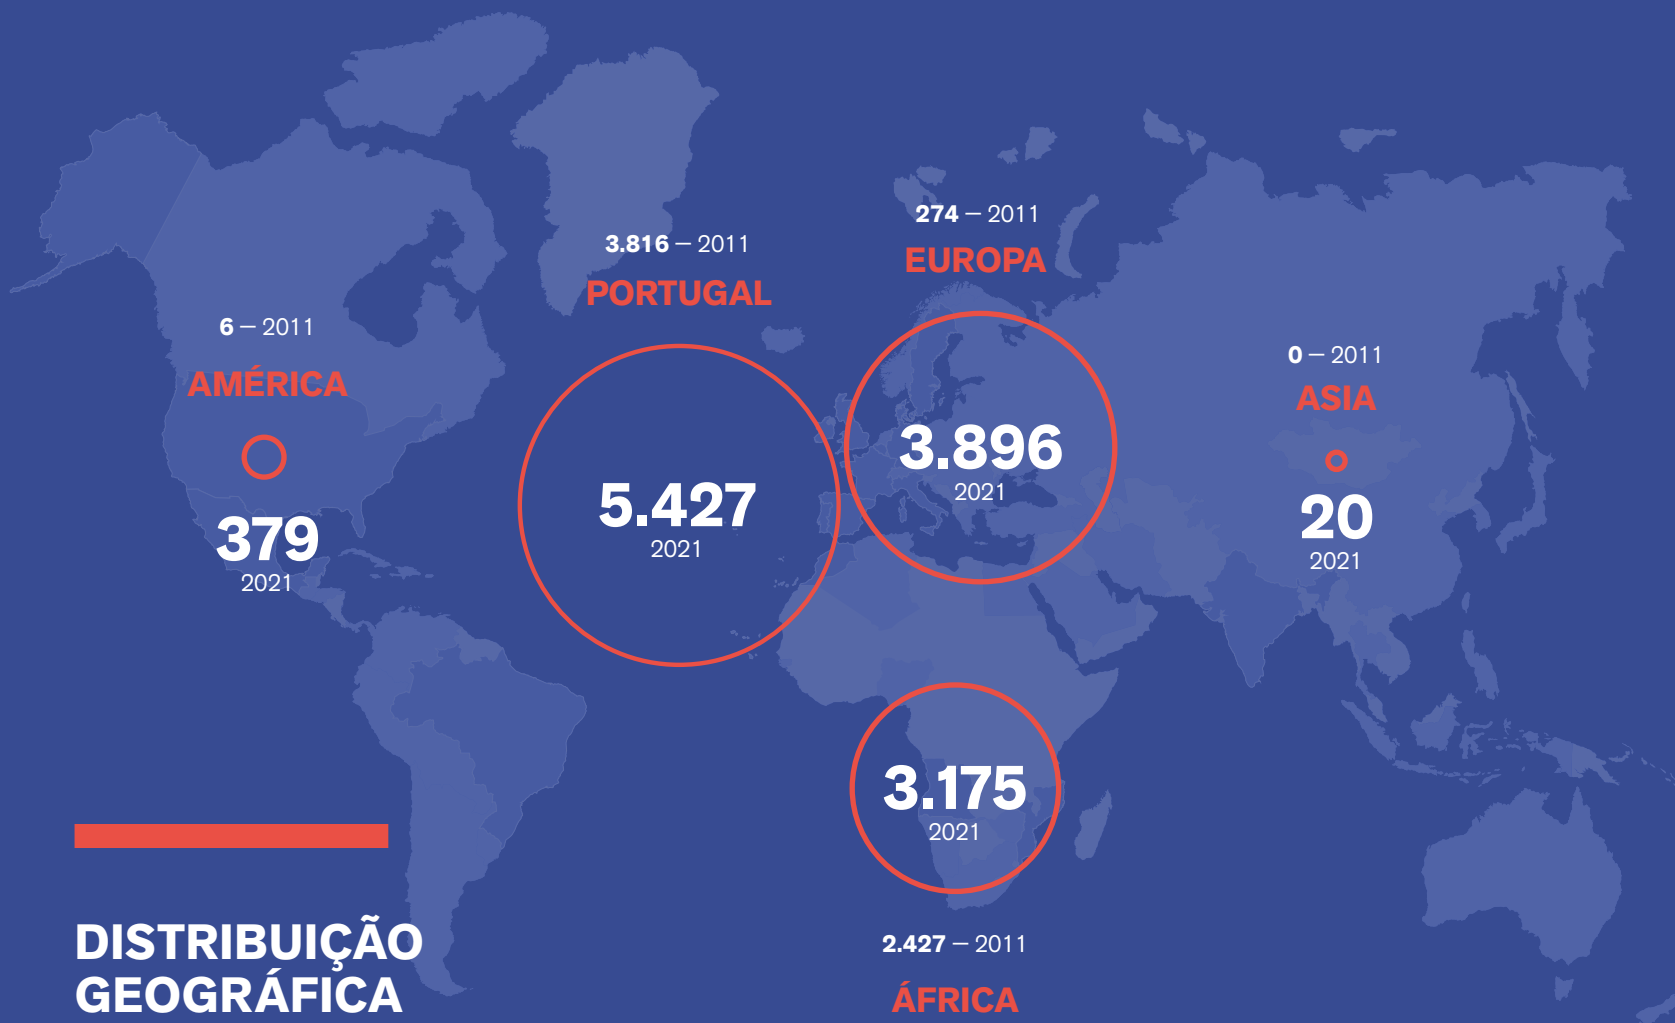 274 — 2011
EUROPA
3.896
2021
3.816 — 2011
PORTUGAL
5.427
2021
6 — 2011
AMÉRICA
379
2021
0 — 2011
ASIA
20
2021
3.175
2021
2.427 — 2011
ÁFRICA
DISTRIBUIÇÃO
GEOGRÁFICA